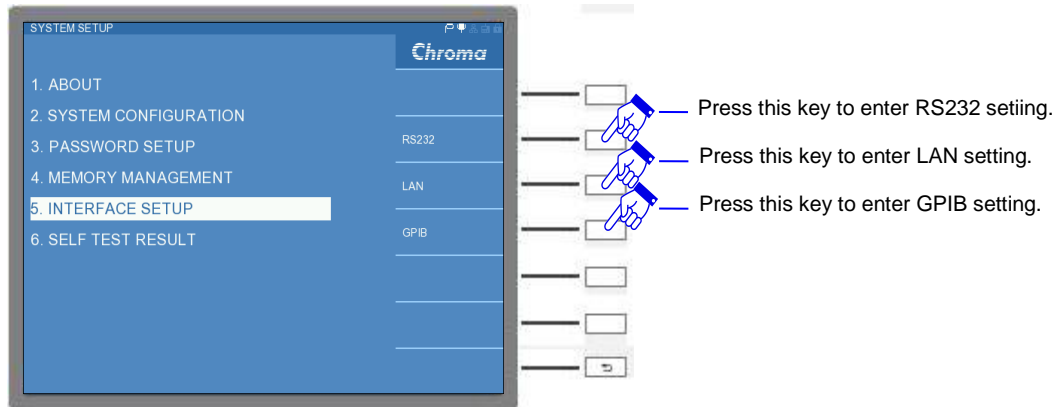 SYSTEM SETUP
Chroma
1. ABOUT
2. SYSTEM CONFIGURATION
3. PASSWORD SETUP
4. MEMORY MANAGEMENT
5. INTERFACE SETUP
6. SELF TEST RESULT
RS232
LAN
GPIB
Press this key to enter RS232 setiing.
Press this key to enter LAN setting.
Press this key to enter GPIB setting.